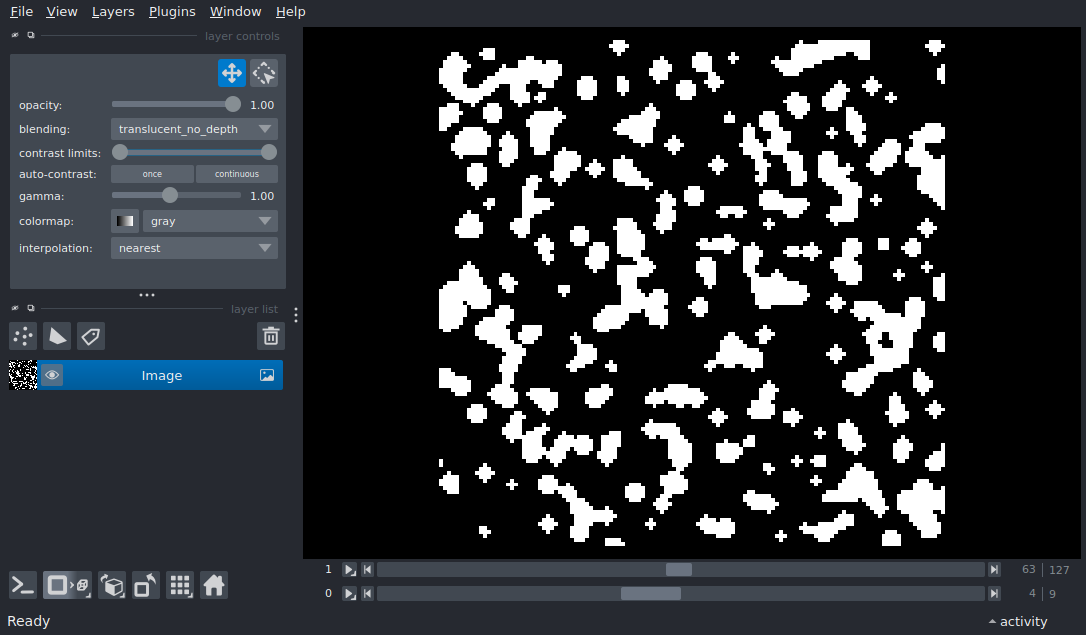 File View Layers Plugins Window Help
layer controls
opacity: 1.00
blending: translucent_no_depth
contrast limits:
auto-contrast: once continuous
gamma: 1.00
colormap: gray
interpolation: nearest
layer list
Image
1 63 127
0 4 9
Ready activity